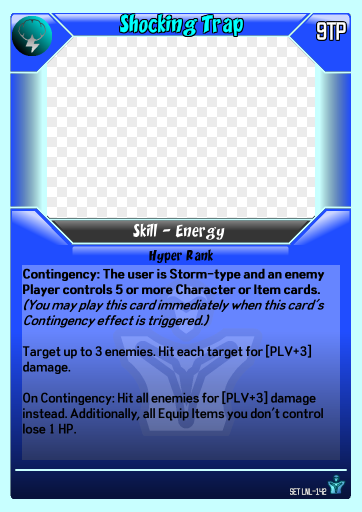 Shocking Trap
9TP
Skill - Energy
Hyper Rank
Contingency: The user is Storm-type and an enemy
Player controls 5 or more Character or Item cards.
(You may play this card immediately when this card's
Contingency effect is triggered.)
Target up to 3 enemies. Hit each target for [PLV+3]
damage.
On Contingency: Hit all enemies for [PLV+3] damage
instead. Additionally, all Equip Items you don't control
lose 1 HP.
SET LNL-142